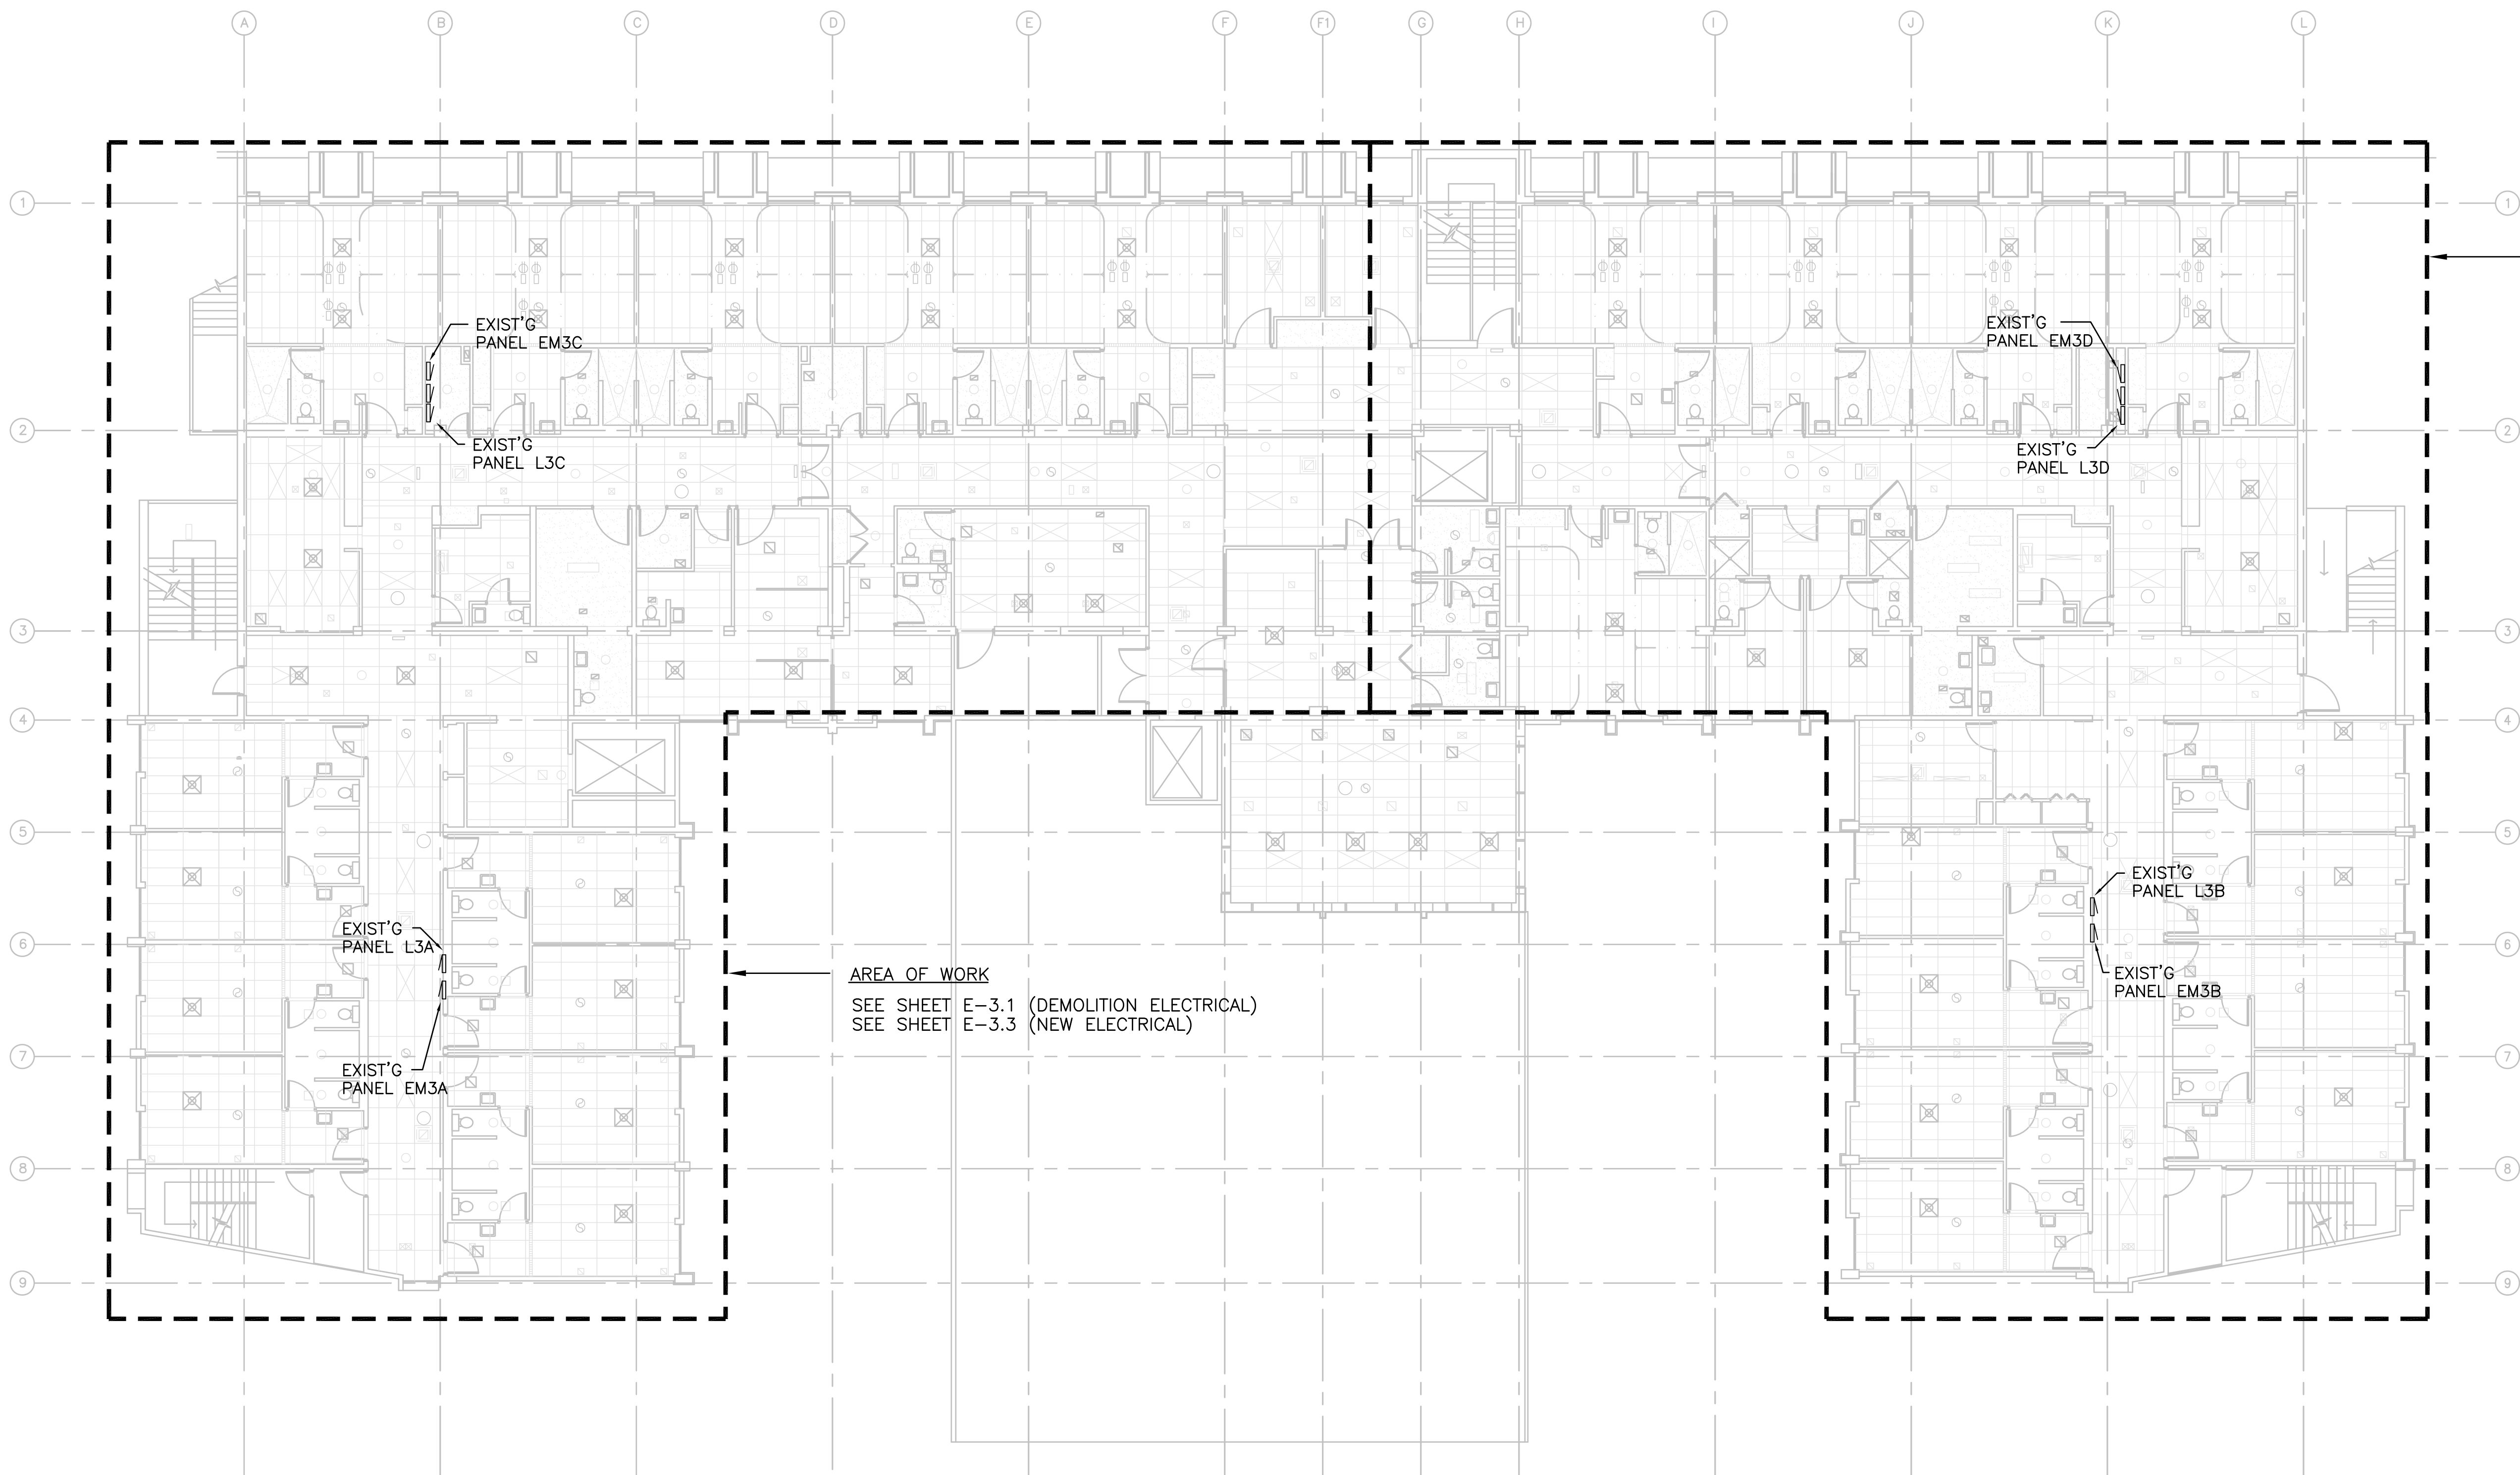 A
B
C
D
E
F
F1
G
H
I
J
K
L
1
1
EXIST'G
PANEL EM3C
EXIST'G
PANEL EM3D
2
2
EXIST'G
PANEL L3C
EXIST'G
PANEL L3D
3
3
4
4
5
5
EXIST'G
PANEL L3B
EXIST'G
PANEL L3A
6
6
EXIST'G
PANEL EM3B
AREA OF WORK
SEE SHEET E-3.1 (DEMOLITION ELECTRICAL)
SEE SHEET E-3.3 (NEW ELECTRICAL)
7
7
EXIST'G
PANEL EM3A
8
8
9
9